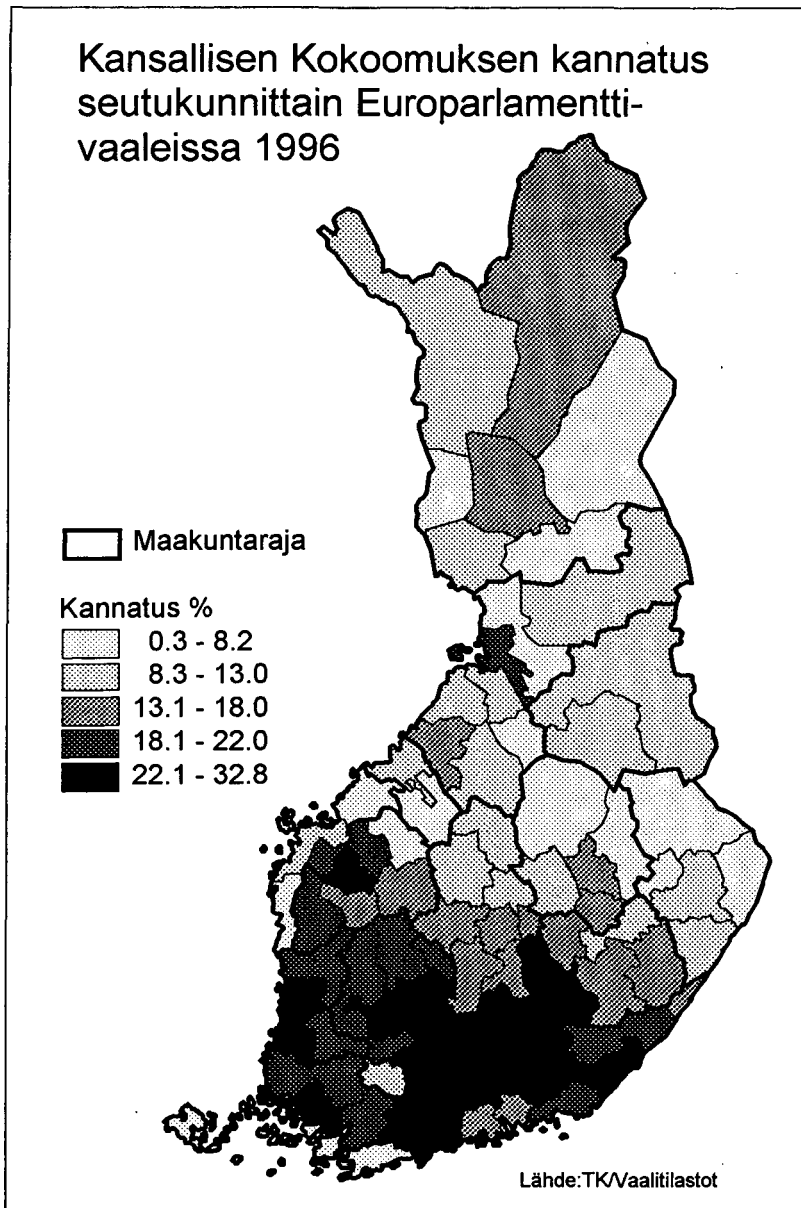 Kansallisen Kokoomuksen kannatus
seutukunnittain Europarlamentti-
vaaleissa 1996
Maakuntaraja
Kannatus %
0.3 - 8.2
8.3 - 13.0
13.1 - 18.0
18.1 - 22.0
22.1 - 32.8
Lähde:TK/Vaalitilastot